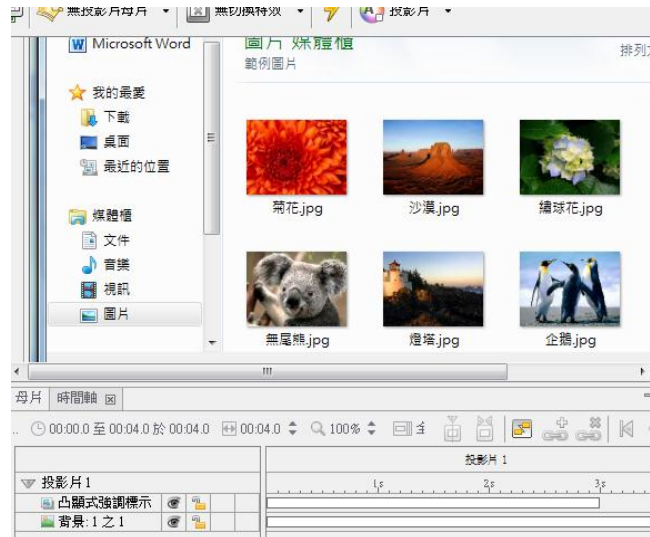 無投影片母片 無切換特效 投影片
Microsoft Word
圖片 媒體櫃
範例圖片
排列
我的最愛
下載
桌面
最近的位置
菊花.jpg 沙漠.jpg 繡球花.jpg
媒體櫃
文件
音樂
視訊
圖片
無尾熊.jpg 燈塔.jpg 企鵝.jpg
母片 時間軸
.. 00:00.0 至 00:04.0 於 00:04.0 00:04.0 100%
投影片 1
投影片1
1s 2s 3s
凸顯式強調標示
背景: 1 之 1